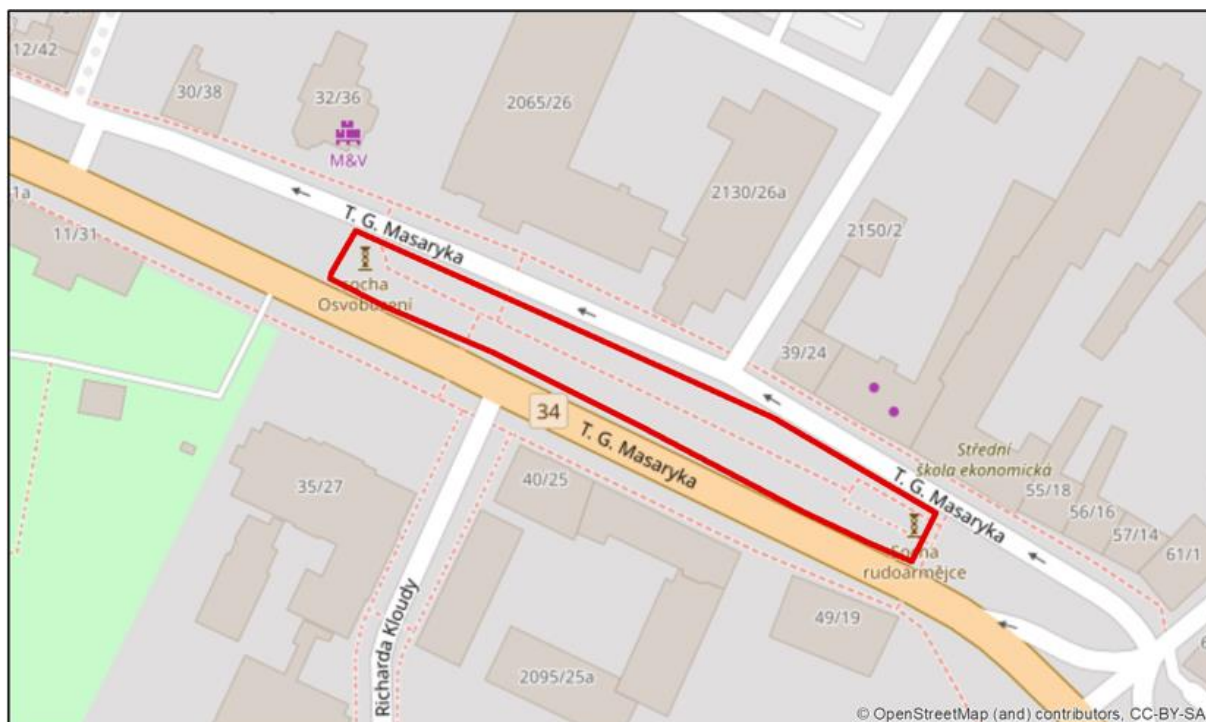 12/42
30/38
32/36
M&V
2065/26
2130/26a
1a
11/31
T. G. Masaryka
2150/2
socha
Osvobození
39/24
34
T. G. Masaryka
Střední
škola ekonomická
35/27
40/25
T. G. Masaryka
55/18
56/16
57/14
61/1
Socha
rudoarmějce
49/19
Richarda Kloudy
2095/25a
6
© OpenStreetMap (and) contributors, CC-BY-SA